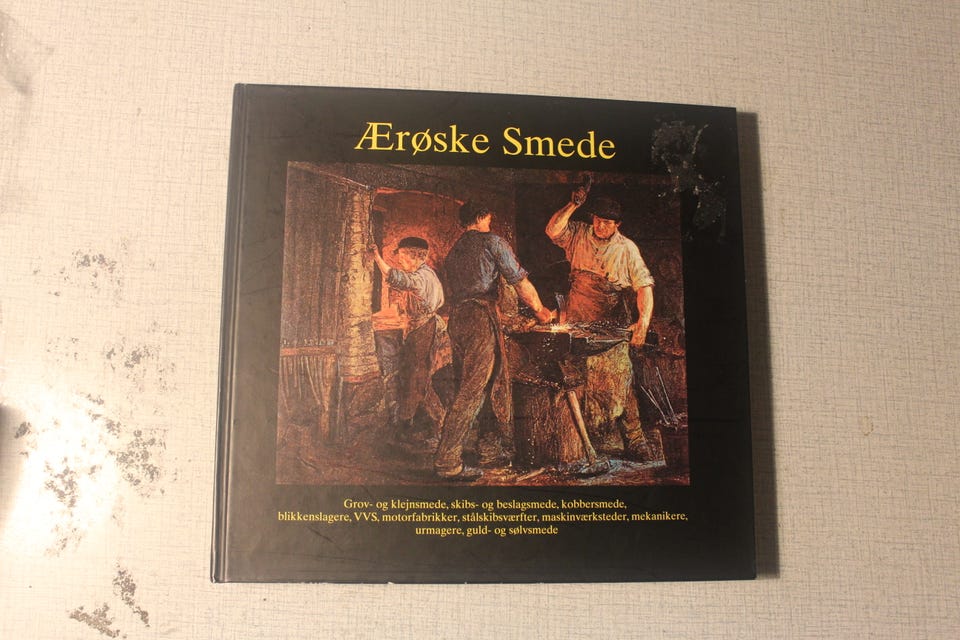 Ærøske Smede
Grov- og klejnsmede, skibs- og beslagsmede, kobbersmede,
blikkenslagere, VVS, motorfabrikker, stålskibsværfter, maskinværksteder, mekanikere,
urmagere, guld- og sølvsmede